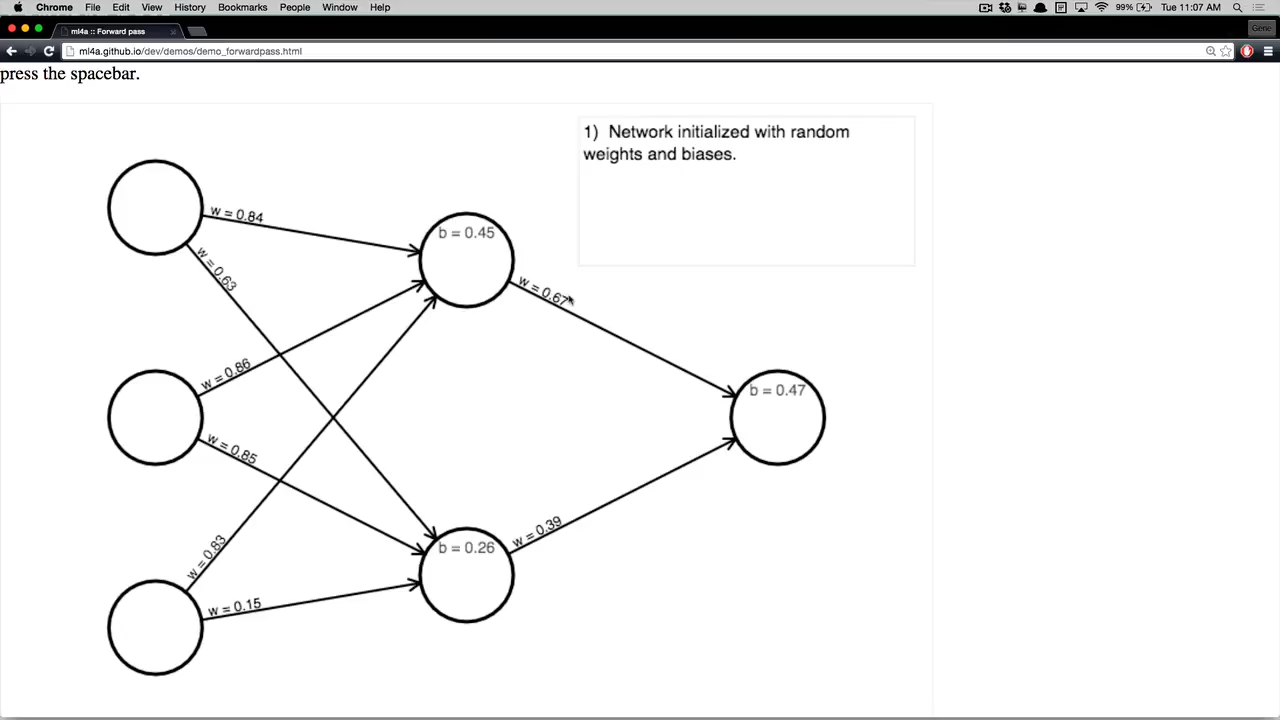 Chrome File Edit View History Bookmarks People Window Help 99% Tue 11:07 AM
ml4a :: Forward pass
Gene
ml4a.github.io/dev/demos/demo_forwardpass.html
press the spacebar.
1) Network initialized with random
weights and biases.
w = 0.84
w = 0.63
b = 0.45
w = 0.67
w = 0.86
w = 0.85
b = 0.47
w = 0.83
w = 0.15
b = 0.26
w = 0.39